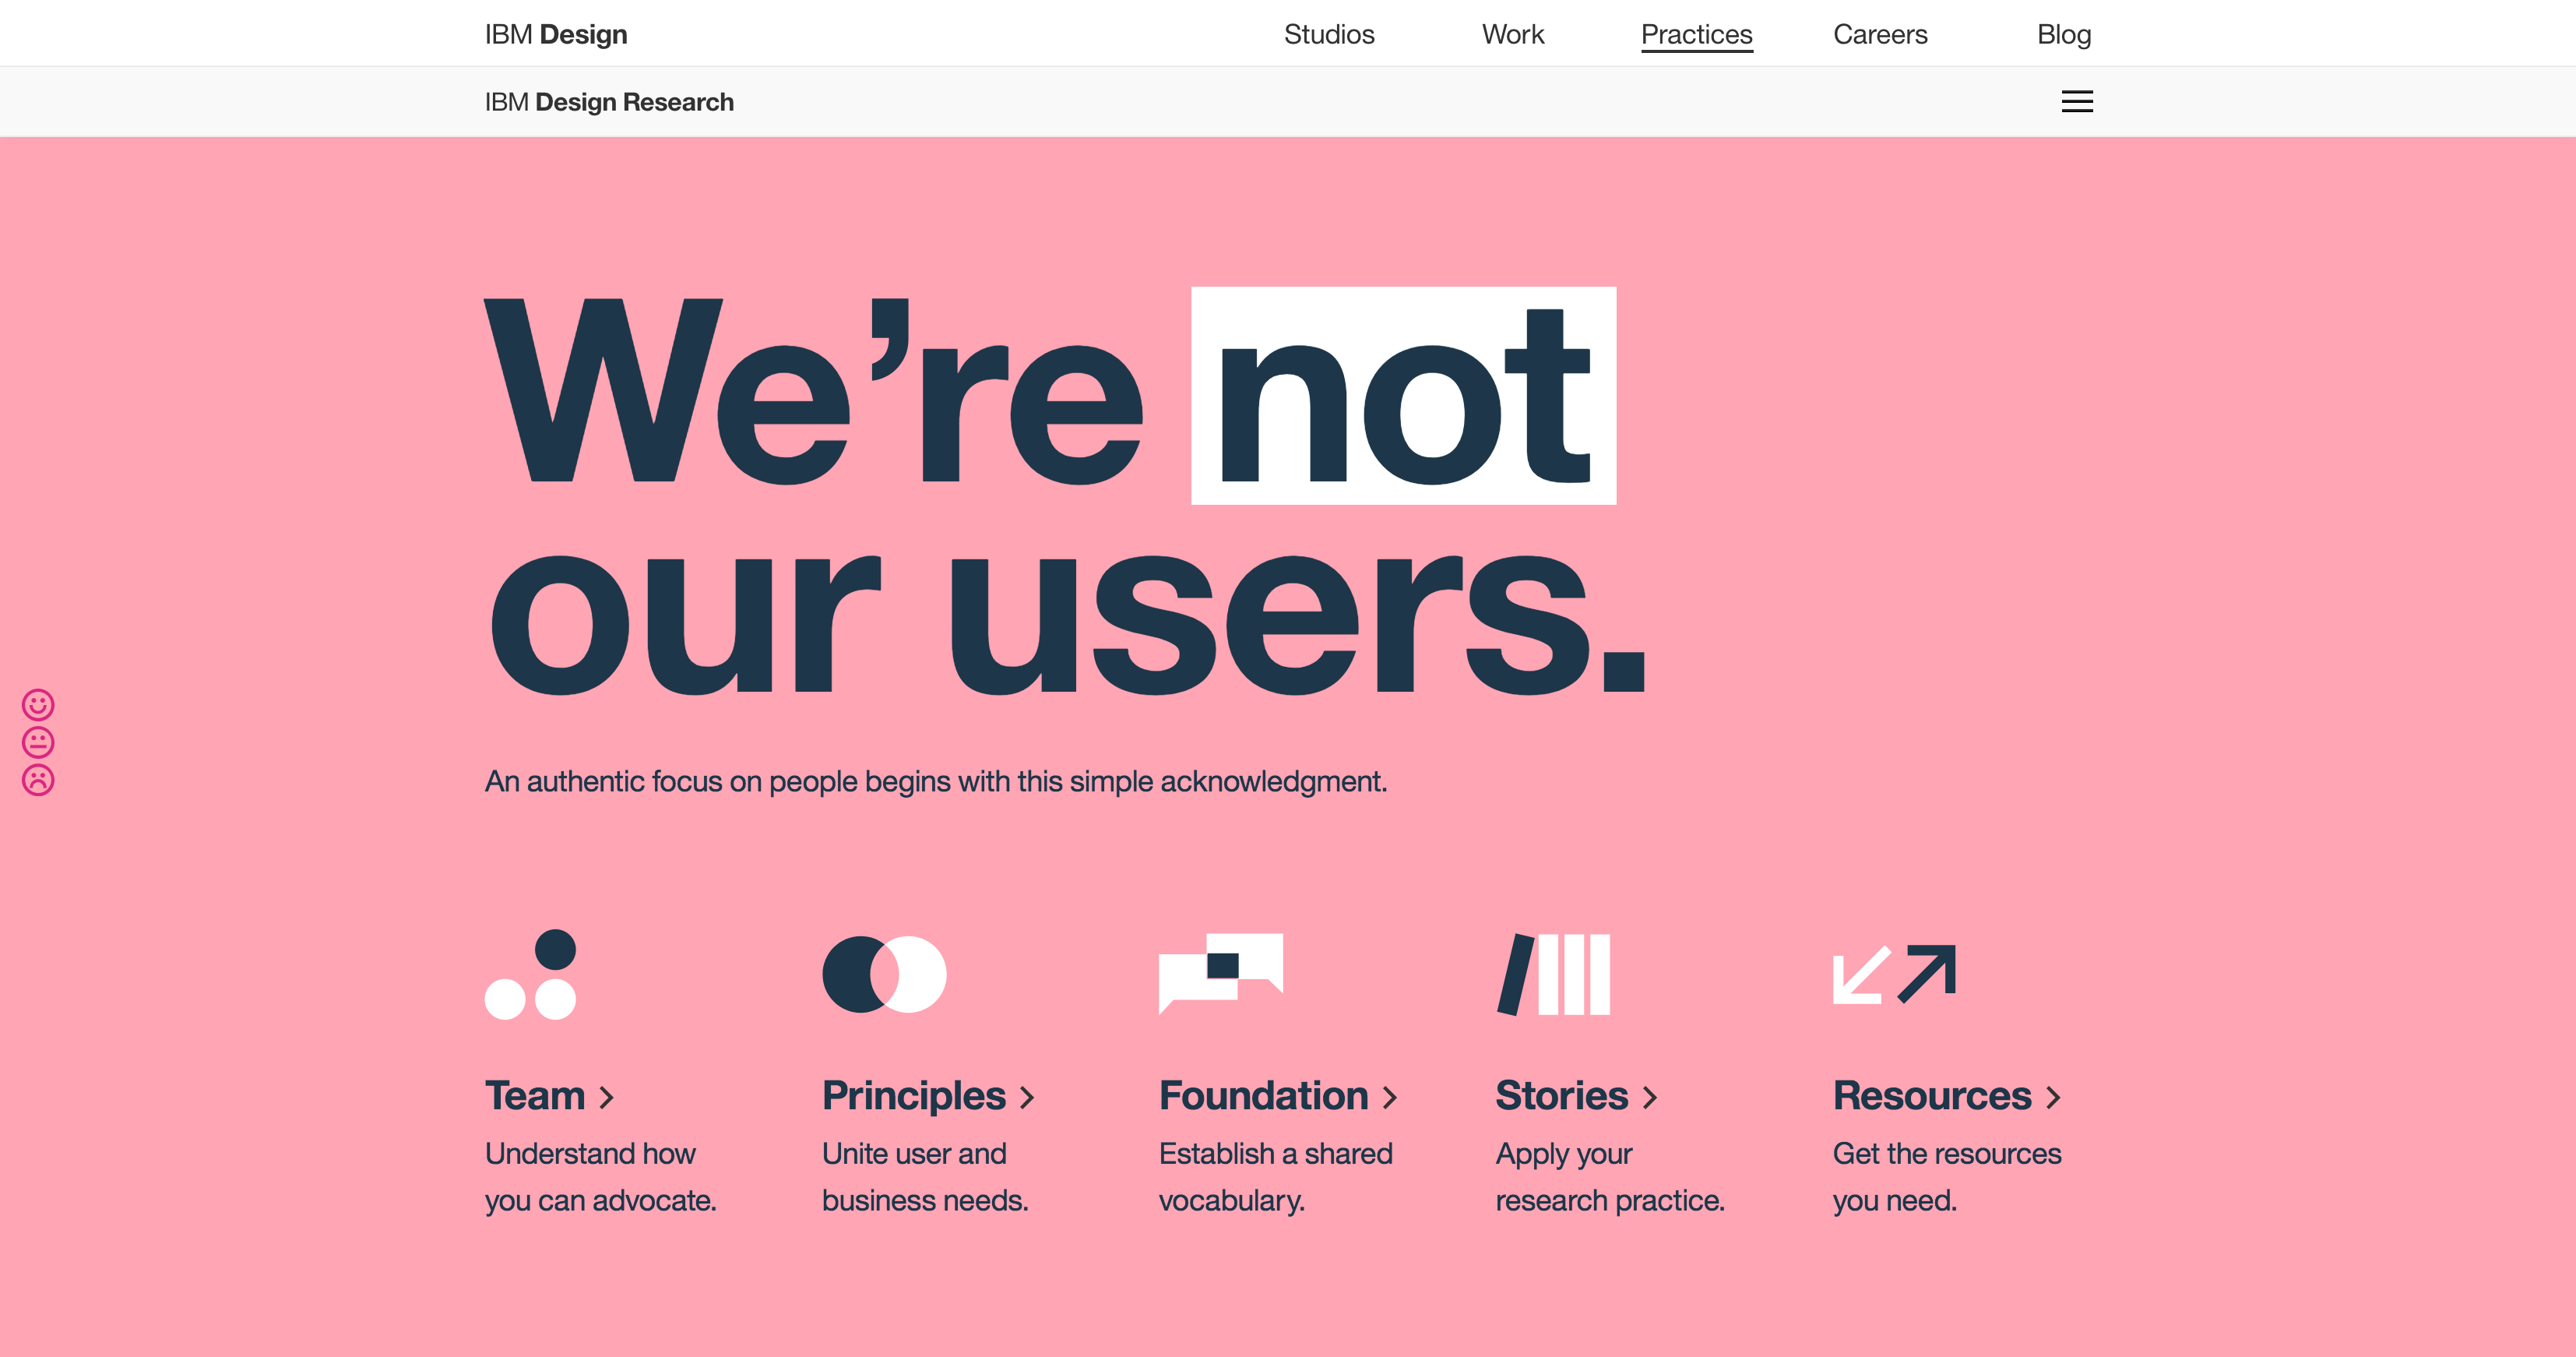 IBM Design
Studios
Work
Practices
Careers
Blog
IBM Design Research
We’re not
our users.
An authentic focus on people begins with this simple acknowledgment.
Team
Understand how
you can advocate.
Principles
Unite user and
business needs.
Foundation
Establish a shared
vocabulary.
Stories
Apply your
research practice.
Resources
Get the resources
you need.